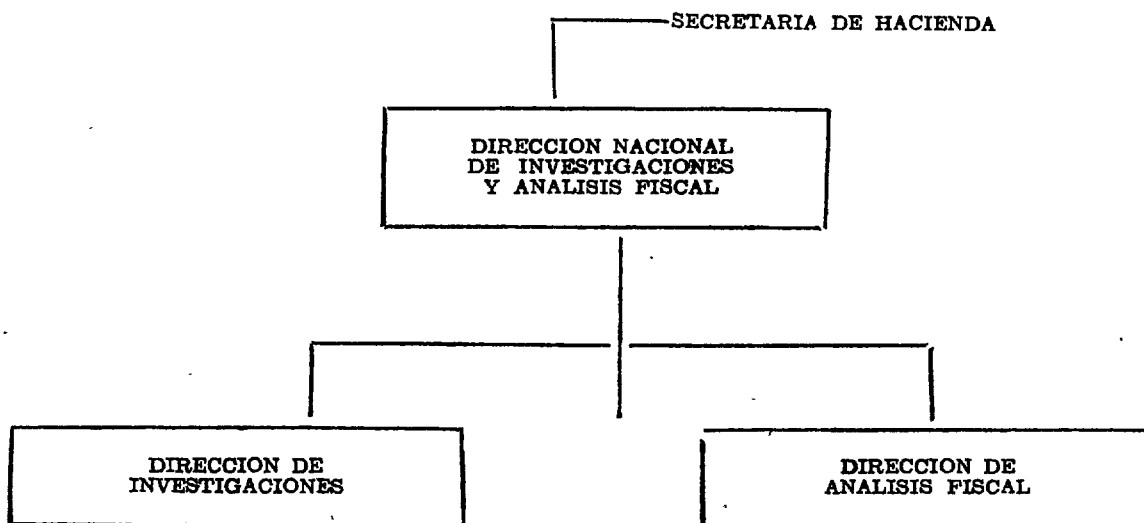 SECRETARIA DE HACIENDA
DIRECCION NACIONAL
DE INVESTIGACIONES
Y ANALISIS FISCAL
DIRECCION DE
INVESTIGACIONES
DIRECCION DE
ANALISIS FISCAL